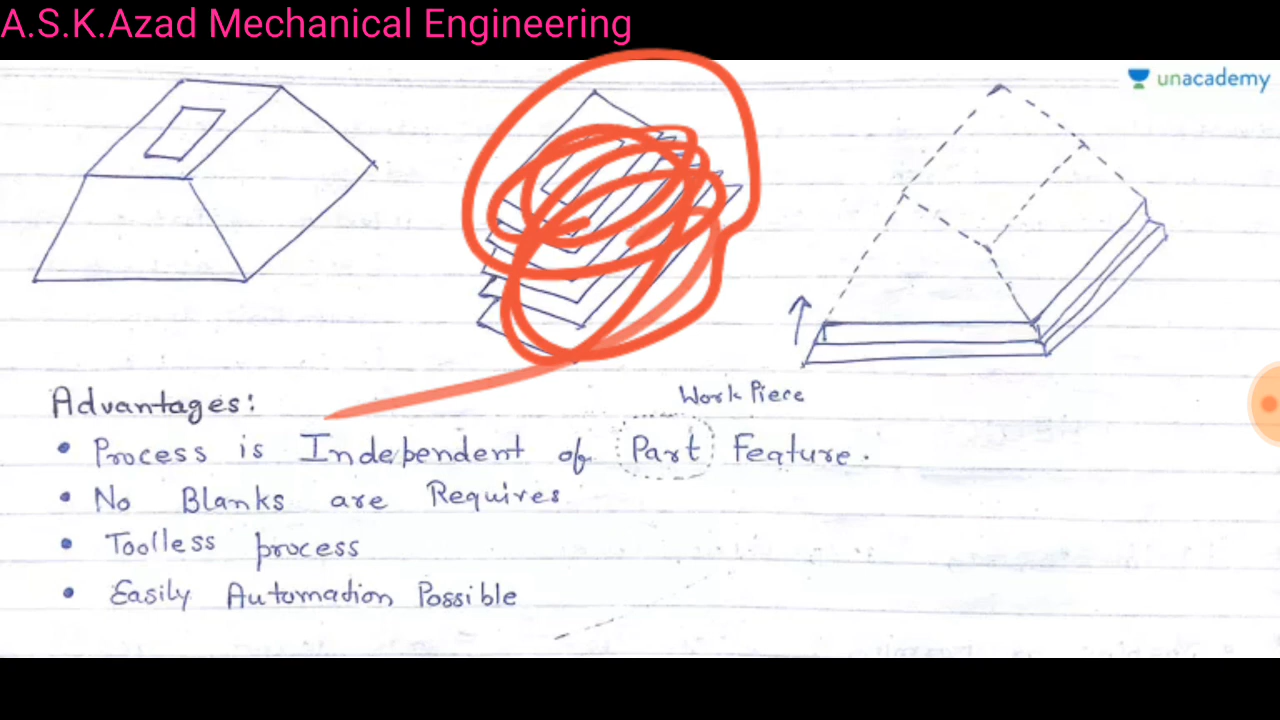 A.S.K.Azad Mechanical Engineering
unacademy
Advantages:
Work Piece
• Process is Independent of Part Feature.
• No Blanks are Requires
• Toolless process
• Easily Automation Possible